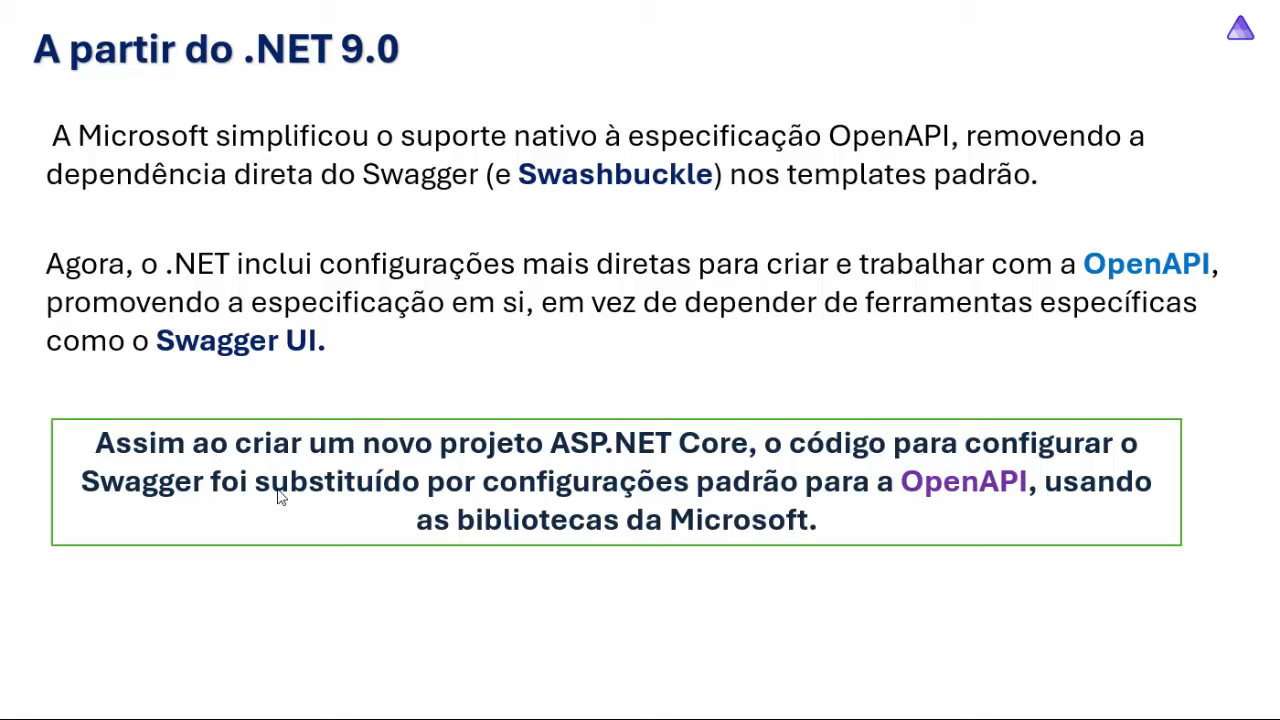 A partir do .NET 9.0
A Microsoft simplificou o suporte nativo à especificação OpenAPI, removendo a
dependência direta do Swagger (e Swashbuckle) nos templates padrão.
Agora, o .NET inclui configurações mais diretas para criar e trabalhar com a OpenAPI,
promovendo a especificação em si, em vez de depender de ferramentas específicas
como o Swagger UI.
Assim ao criar um novo projeto ASP.NET Core, o código para configurar o
Swagger foi substituído por configurações padrão para a OpenAPI, usando
as bibliotecas da Microsoft.